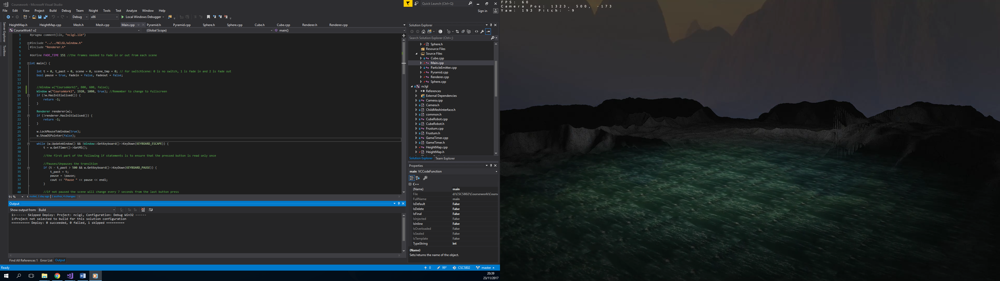 Coursework - Microsoft Visual Studio
Quick Launch (Ctrl+Q)
File Edit View Project Build Debug Team Nsight Tools Test Analyze Window Help
Sign in
Debug x86 Local Windows Debugger
Server Explorer
Toolbox
HeightMap.h HeightMap.cpp Mesh.h Mesh.cpp Main.cpp Pyramid.h Pyramid.cpp Sphere.h Sphere.cpp Cube.h Cube.cpp Renderer.h Renderer.cpp
CourseWork1 v2 (Global Scope) main()
1 #pragma comment(lib, "nclgl.lib")
2
3 #include "../../NCLGL/window.h"
4 #include "Renderer.h"
5
6 #define FADE_TIME 151 //the frames needed to fade in or out from each scene
7
8 int main() {
9
10 int t = 0, t_past = 0, scene = 0, scene_tmp = 0; // for switchScene: 0 is no switch, 1 is fade in and 2 is fade out
11 bool pause = true, fadein = false, fadeout = false;
12
13
14 //Window w("CourseWork1", 800, 600, false);
15 Window w("CourseWork1", 1920, 1080, true); //Remember to change to fullscreen
16 if (!w.HasInitialised()) {
17 return -1;
18 }
19
20 Renderer renderer(w);
21 if (!renderer.HasInitialised()) {
22 return -1;
23 }
24
25 w.LockMouseToWindow(true);
26 w.ShowOSPointer(false);
27
28 while (w.UpdateWindow() && !Window::GetKeyboard()->KeyDown(KEYBOARD_ESCAPE)) {
29 t = w.GetTimer()->GetMS();
30
31 //the first part of the following if statements is to ensure that the pressed button is read only once
32
33 //Pauses/Unpauses the transition
34 if (t - t_past > 500 && w.GetKeyboard()->KeyDown(KEYBOARD_PAUSE)) {
35 t_past = t;
36 pause = !pause;
37 cout << "Pause " << pause << endl;
38 }
39
40 //if not paused the scene will change every 7 seconds from the last button press
91 % nutiel, 1 day ago | 1 author, 4 changes
Output
Show output from: Build
1>------ Skipped Deploy: Project: nclgl, Configuration: Debug Win32 ------
1>Project not selected to build for this solution configuration
========== Deploy: 0 succeeded, 0 failed, 1 skipped ==========
Find All References 1 Error List Output
Solution Explorer
Search Solution Explorer (Ctrl+;)
Sphere.h
Resource Files
Source Files
Cube.cpp
Main.cpp
ParticleEmitter.cpp
Pyramid.cpp
Renderer.cpp
Sphere.cpp
nclgl
References
External Dependencies
Camera.cpp
Camera.h
ChildMeshInterface.h
common.h
CubeRobot.cpp
CubeRobot.h
Frustum.cpp
Frustum.h
GameTimer.cpp
GameTimer.h
HeightMap.cpp
HeightMap.h
Solution Explorer Team Explorer
Properties
main VCCodeFunction
C++
(Name) main
File d:\CSC5802\Coursework\Course
FullName main
IsDefault False
IsDelete False
IsFinal False
IsInjected False
IsInline False
IsOverloaded False
IsSealed False
IsTemplate False
TypeString int
(Name)
Sets/returns the name of the object.
Ready 0 99* CSC5802 master
20:39
23/11/2017
FPS: 60
Camera Pos: 1323, 500, -173
Yaw: 193 Pitch: -9